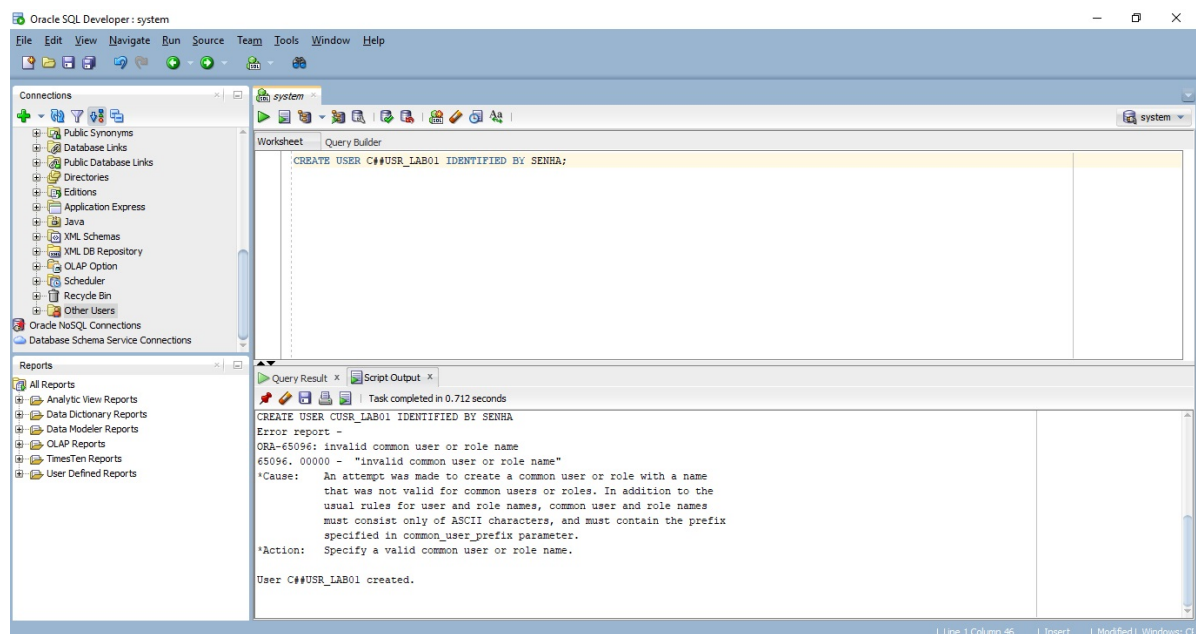 Oracle SQL Developer : system
File Edit View Navigate Run Source Team Tools Window Help
Connections
system
system
Public Synonyms
Database Links
Public Database Links
Directories
Editions
Application Express
Java
XML Schemas
XML DB Repository
OLAP Option
Scheduler
Recycle Bin
Other Users
Oracle NoSQL Connections
Database Schema Service Connections
Worksheet Query Builder
CREATE USER C##USR_LAB01 IDENTIFIED BY SENHA;
Reports
All Reports
Analytic View Reports
Data Dictionary Reports
Data Modeler Reports
OLAP Reports
TimesTen Reports
User Defined Reports
Query Result x Script Output x
Task completed in 0.712 seconds
CREATE USER CUSR_LAB01 IDENTIFIED BY SENHA
Error report -
ORA-65096: invalid common user or role name
65096. 00000 - "invalid common user or role name"
*Cause: An attempt was made to create a common user or role with a name
that was not valid for common users or roles. In addition to the
usual rules for user and role names, common user and role names
must consist only of ASCII characters, and must contain the prefix
specified in common_user_prefix parameter.
*Action: Specify a valid common user or role name.
User C##USR_LAB01 created.
Line 1 Column 46 | Insert | Modified | Windows: